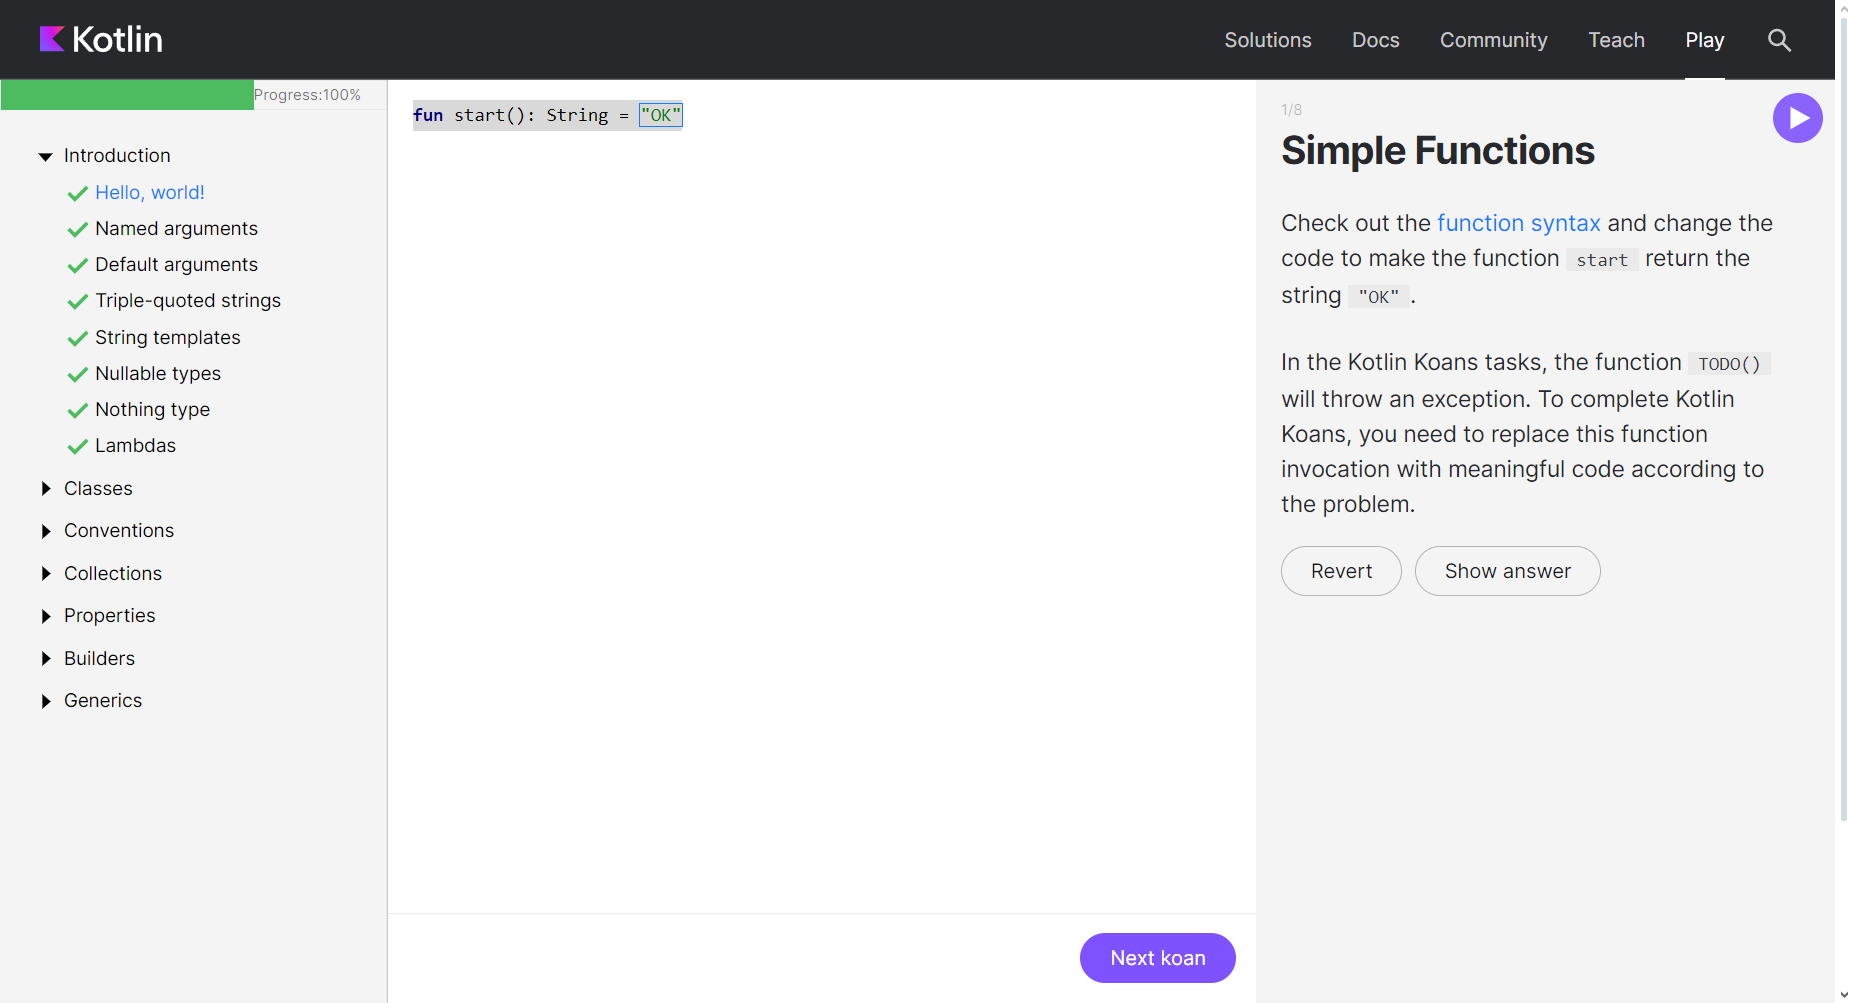 Kotlin
Solutions
Docs
Community
Teach
Play
Progress:100%
Introduction
Hello, world!
Named arguments
Default arguments
Triple-quoted strings
String templates
Nullable types
Nothing type
Lambdas
Classes
Conventions
Collections
Properties
Builders
Generics
fun start(): String = "OK"
Next koan
1/8
Simple Functions
Check out the function syntax and change the
code to make the function start return the
string "OK" .
In the Kotlin Koans tasks, the function TODO()
will throw an exception. To complete Kotlin
Koans, you need to replace this function
invocation with meaningful code according to
the problem.
Revert
Show answer